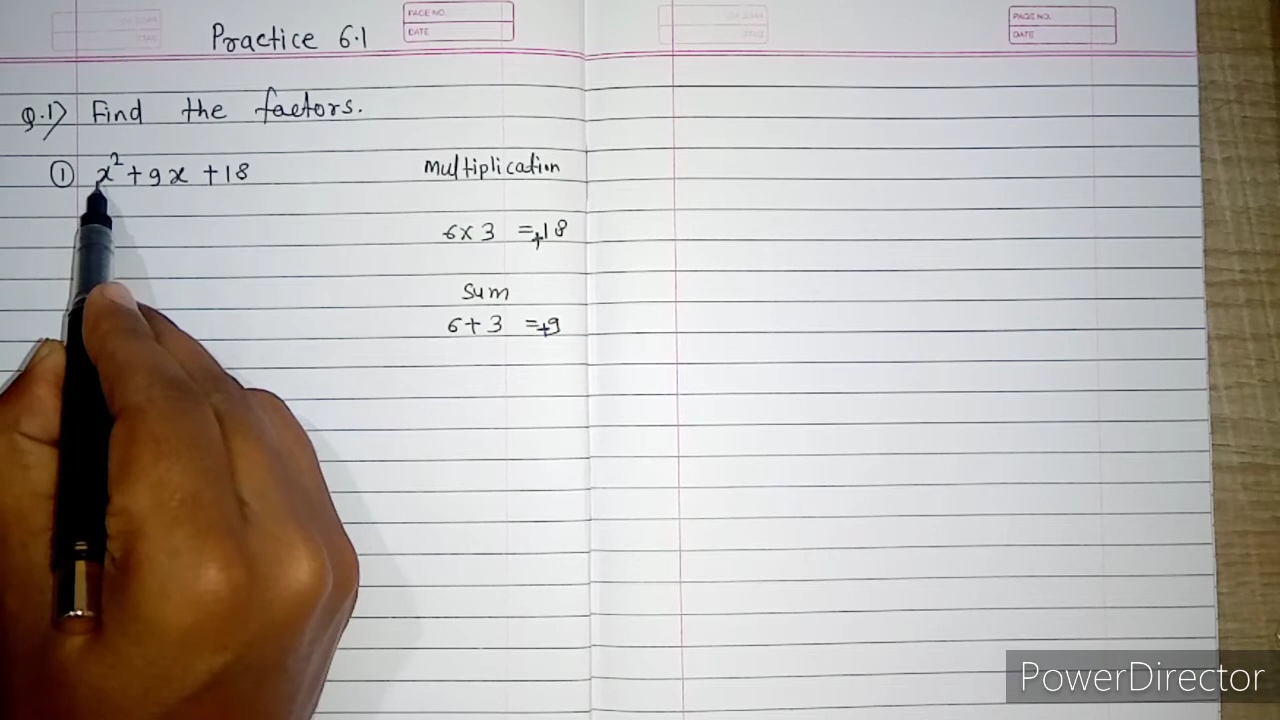 PAGE NO.
DATE
PAGE NO.
DATE
Practice 6.1
Q.1) Find the factors.
① x² + 9x + 18
Multiplication
6 x 3 = +18
Sum
6 + 3 = +9
PowerDirector